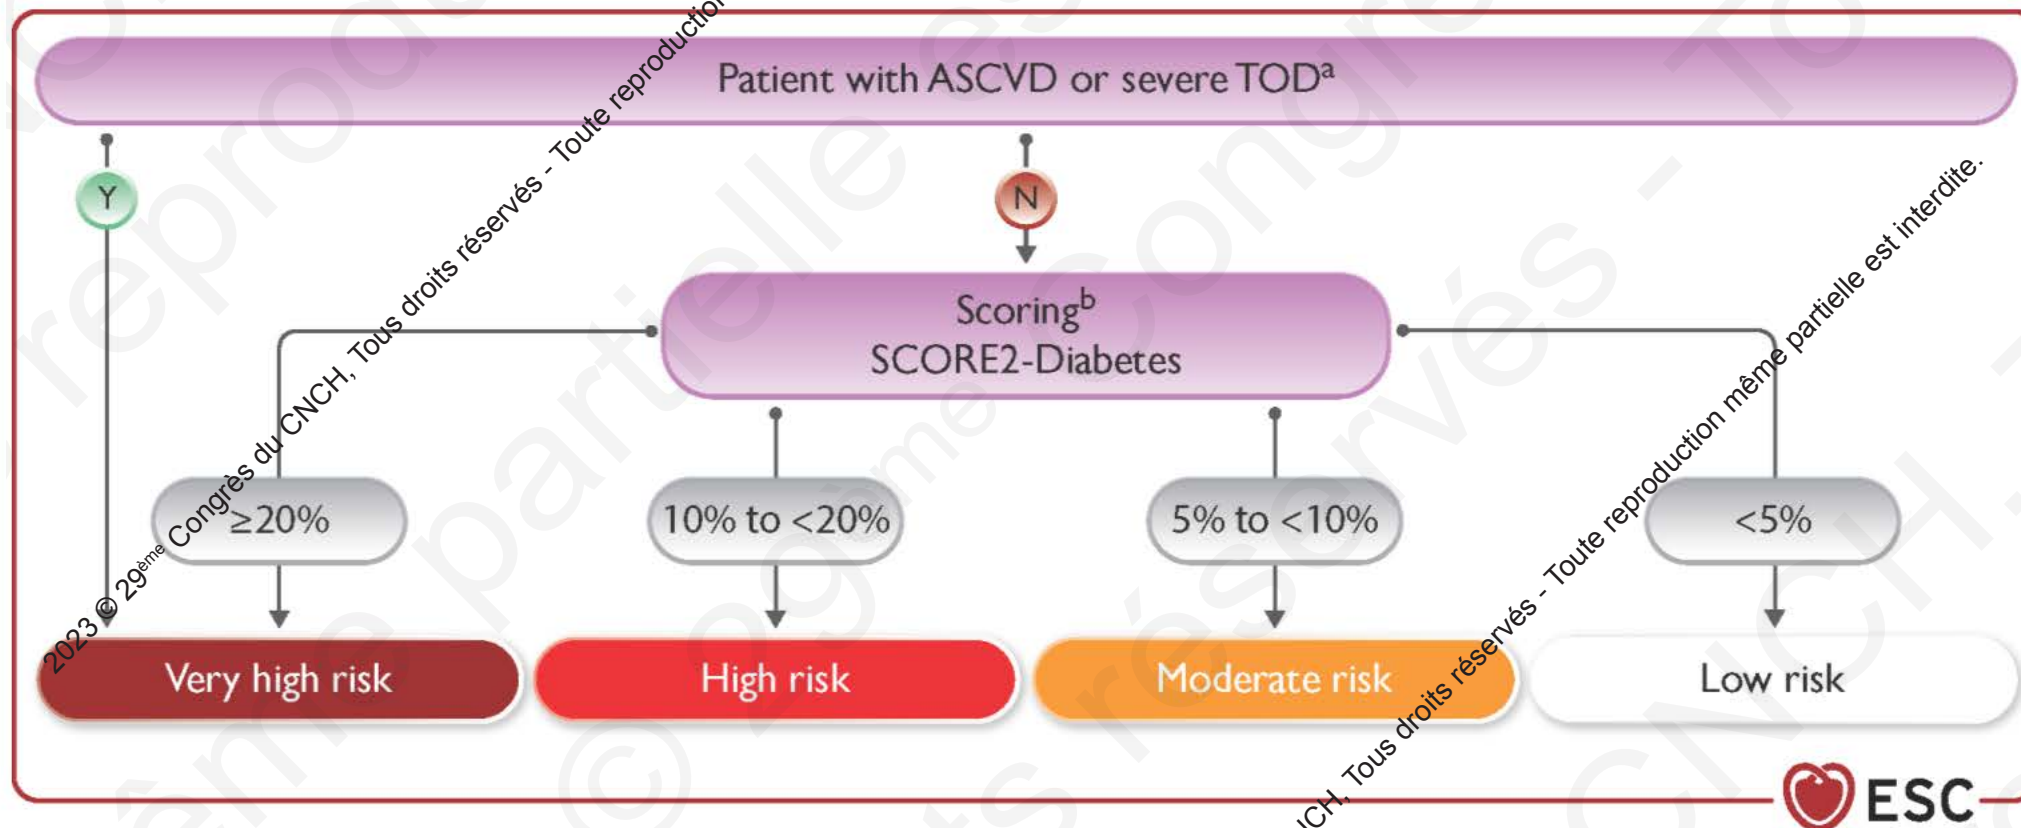 Patient with ASCVD or severe TODᵃ
Y
N
Scoringᵇ
SCORE2-Diabetes
≥20%
10% to <20%
5% to <10%
<5%
Very high risk
High risk
Moderate risk
Low risk
ESC
2023 © 29ème Congrès du CNCH, Tous droits réservés - Toute reproduction
CH, Tous droits réservés - Toute reproduction même partielle est interdite.